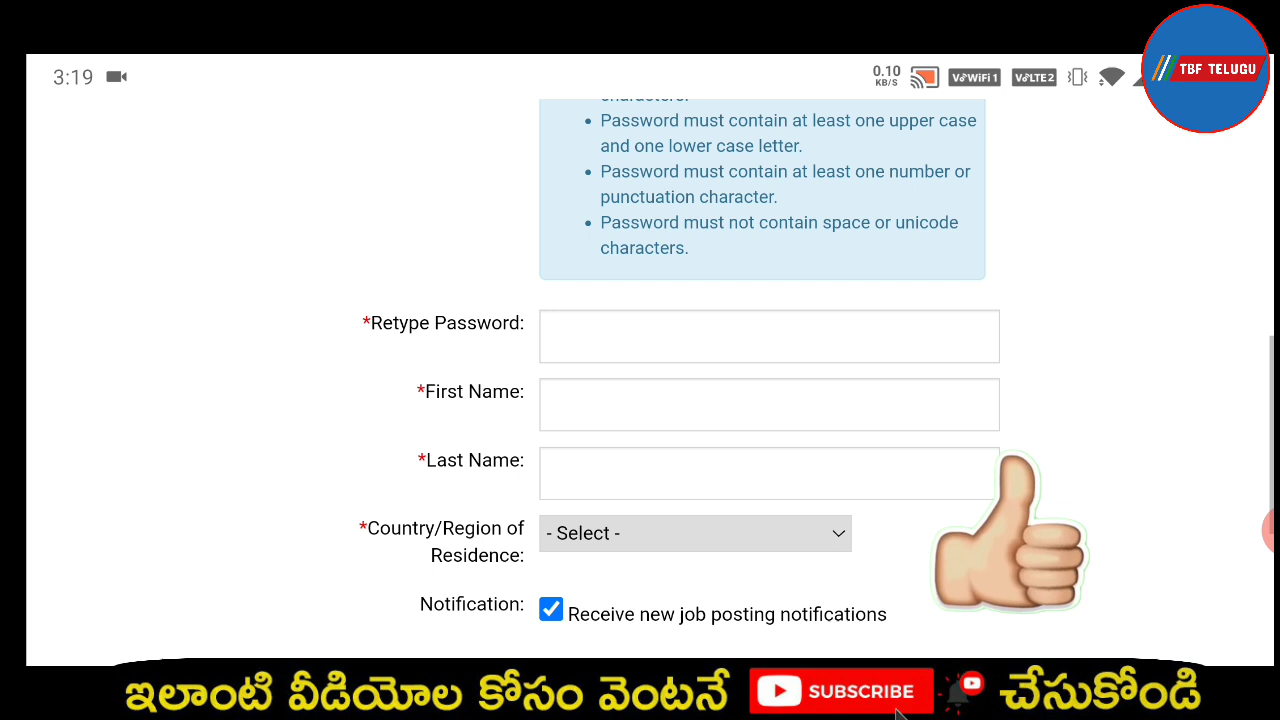 3:19
0.10
KB/S
Vo WiFi 1
Vo LTE 2
TBF TELUGU
characters.
• Password must contain at least one upper case
and one lower case letter.
• Password must contain at least one number or
punctuation character.
• Password must not contain space or unicode
characters.
*Retype Password:
*First Name:
*Last Name:
*Country/Region of
Residence:
- Select -
Notification:
Receive new job posting notifications
ఇలాంటి వీడియోల కోసం వెంటనే SUBSCRIBE చేసుకోండి